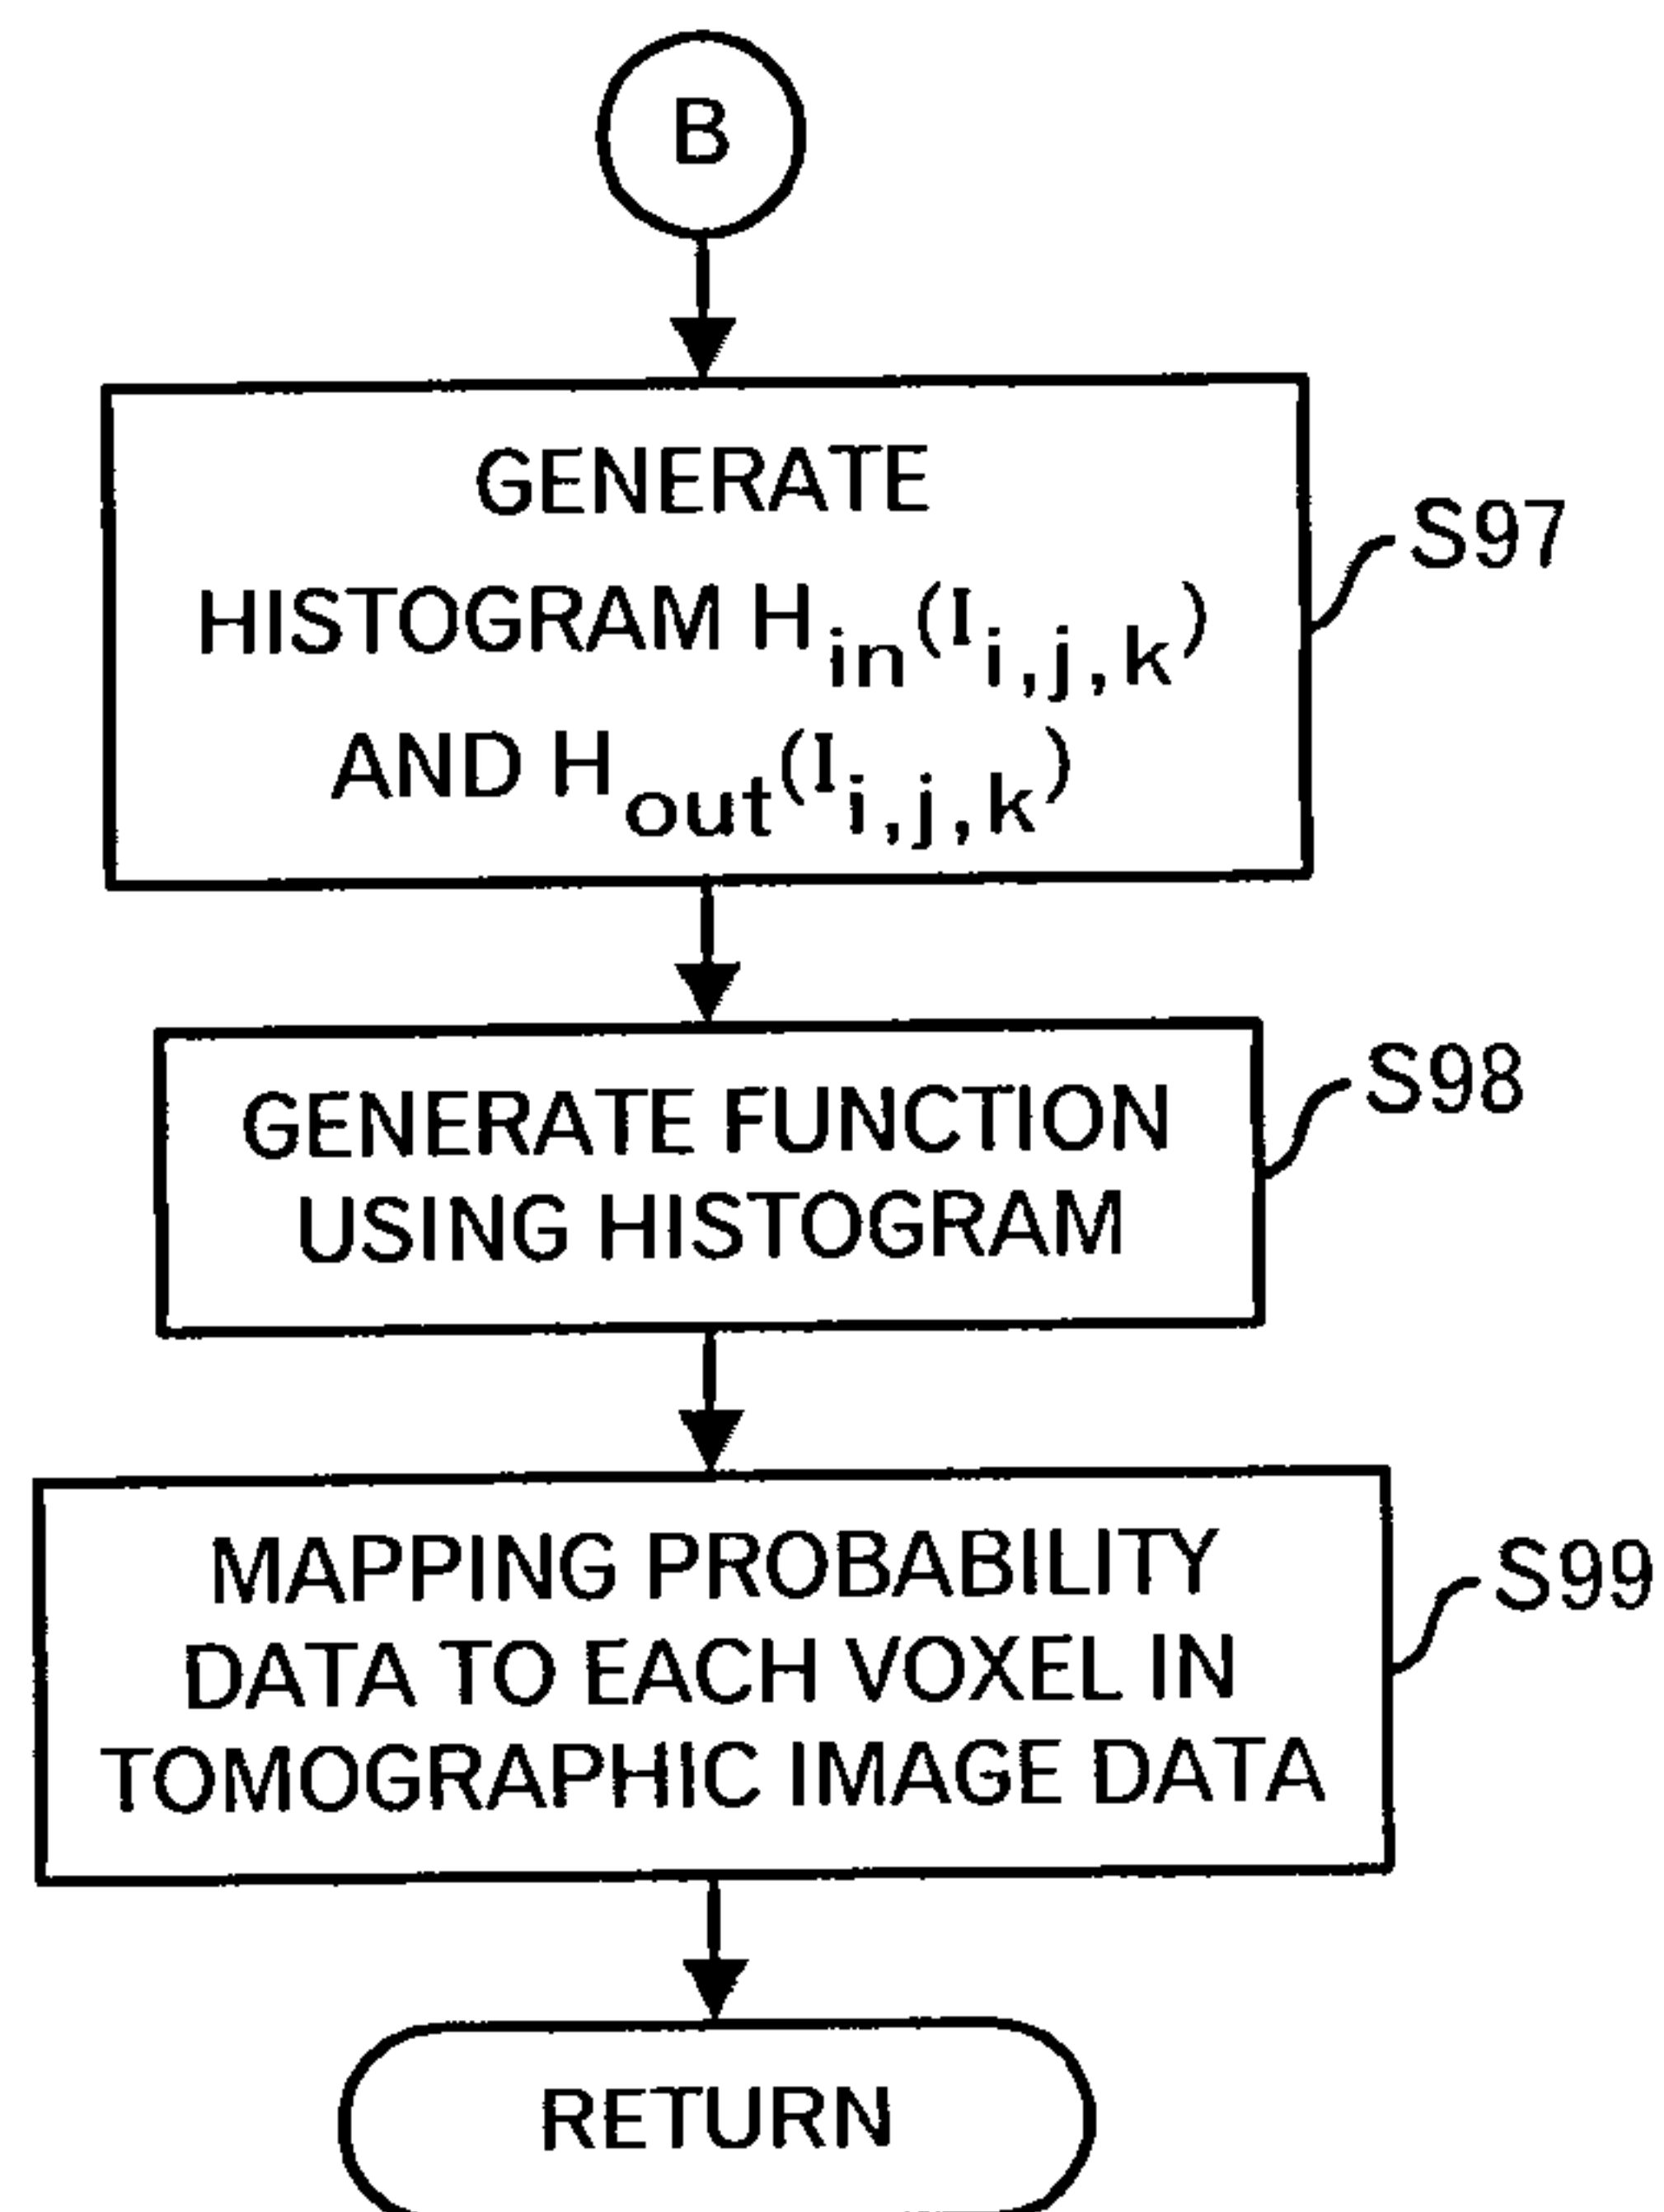 B
GENERATE
HISTOGRAM H_in(I_i,j,k)
AND H_out(I_i,j,k)
S97
GENERATE FUNCTION
USING HISTOGRAM
S98
MAPPING PROBABILITY
DATA TO EACH VOXEL IN
TOMOGRAPHIC IMAGE DATA
S99
RETURN